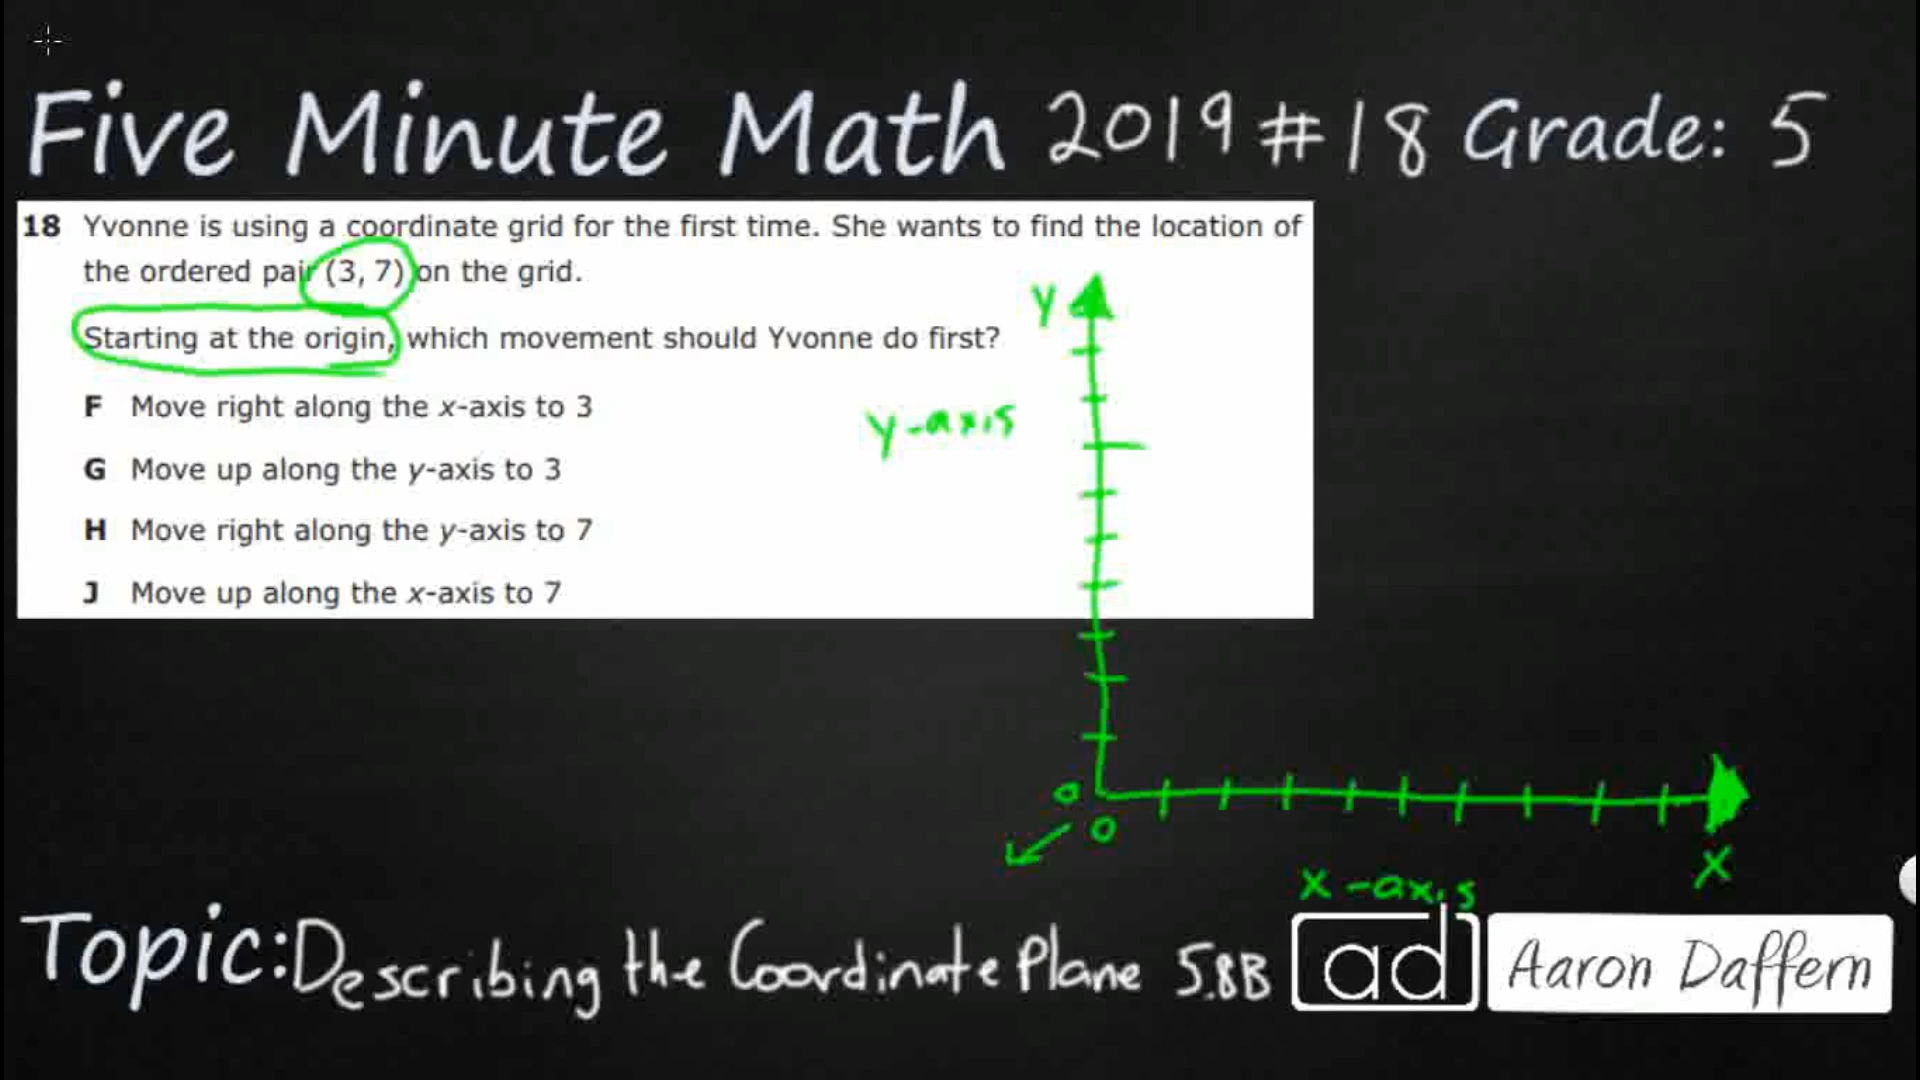 Five Minute Math 2019 #18 Grade: 5
18 Yvonne is using a coordinate grid for the first time. She wants to find the location of
the ordered pair (3, 7) on the grid.
Starting at the origin, which movement should Yvonne do first?
F Move right along the x-axis to 3
G Move up along the y-axis to 3
H Move right along the y-axis to 7
J Move up along the x-axis to 7
y
y-axis
0
0
x
x-axis
Topic: Describing the Coordinate Plane 5.8B
ad Aaron Daffern